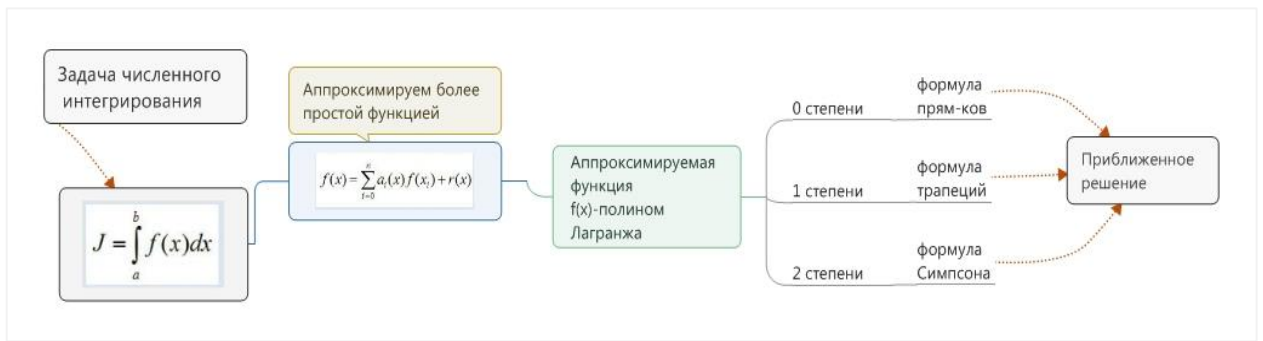 Задача численного
интегрирования
J = ∫_a^b f(x)dx
Аппроксимируем более
простой функцией
f(x) = ∑_{i=0}^n a_i(x) f(x_i) + r(x)
Аппроксимируемая
функция
f(x)-полином
Лагранжа
0 степени
формула
прям-ков
1 степени
формула
трапеций
2 степени
формула
Симпсона
Приближенное
решение